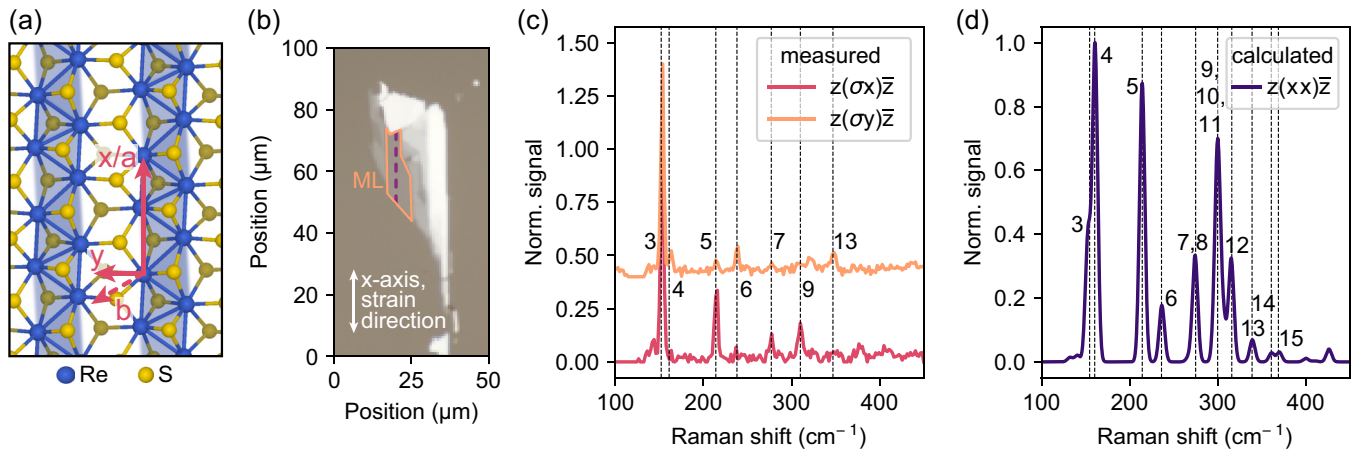 (a)
x/a
y
b
Re
S
(b)
100
80
60
40
20
0
Position (µm)
ML
x-axis,
strain
direction
0
25
50
Position (µm)
(c)
1.50
1.25
1.00
0.75
0.50
0.25
0.00
Norm. signal
measured
z(σx)z̅
z(σy)z̅
3
5
7
13
4
6
9
100
200
300
400
Raman shift (cm⁻¹)
(d)
1.0
0.8
0.6
0.4
0.2
0.0
Norm. signal
calculated
z(xx)z̅
4
5
9,
10,
11
3
7,8
12
6
14
13
15
100
200
300
400
Raman shift (cm⁻¹)